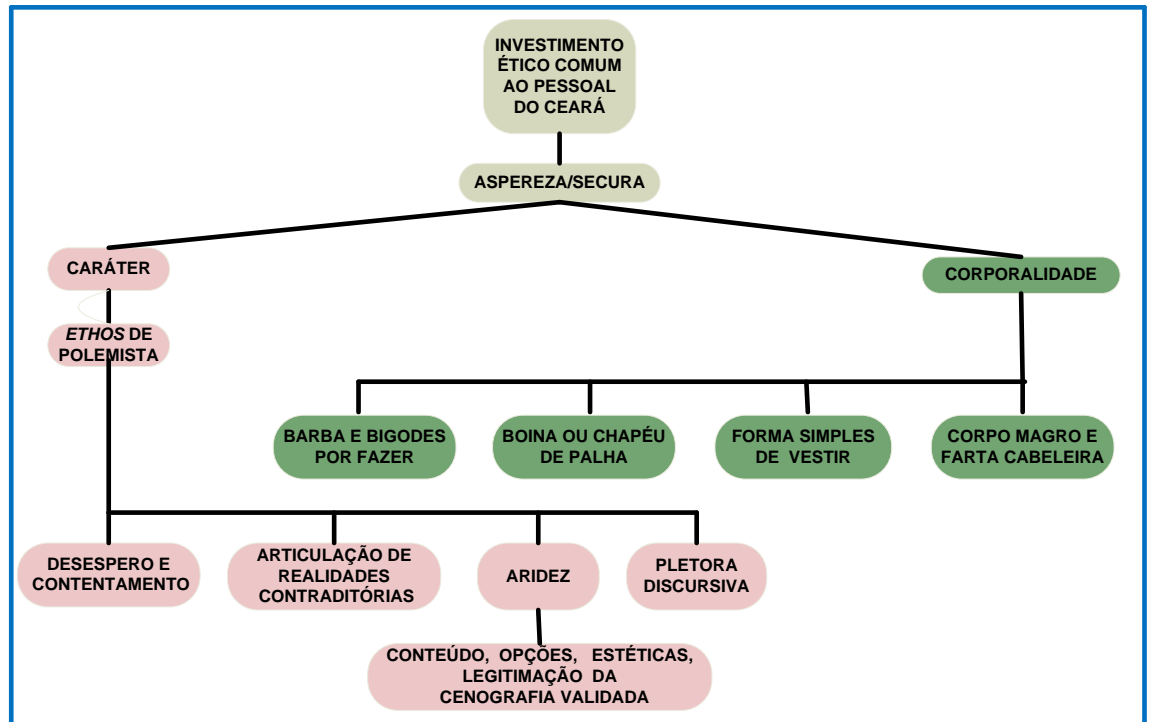 INVESTIMENTO
ÉTICO COMUM
AO PESSOAL
DO CEARÁ
ASPEREZA/SECURA
CARÁTER
CORPORALIDADE
ETHOS DE
POLEMISTA
BARBA E BIGODES
POR FAZER
BOINA OU CHAPÉU
DE PALHA
FORMA SIMPLES
DE VESTIR
CORPO MAGRO E
FARTA CABELEIRA
DESESPERO E
CONTENTAMENTO
ARTICULAÇÃO DE
REALIDADES
CONTRADITÓRIAS
ARIDEZ
PLETORA
DISCURSIVA
CONTEÚDO, OPÇÕES, ESTÉTICAS,
LEGITIMAÇÃO DA
CENOGRAFIA VALIDADA